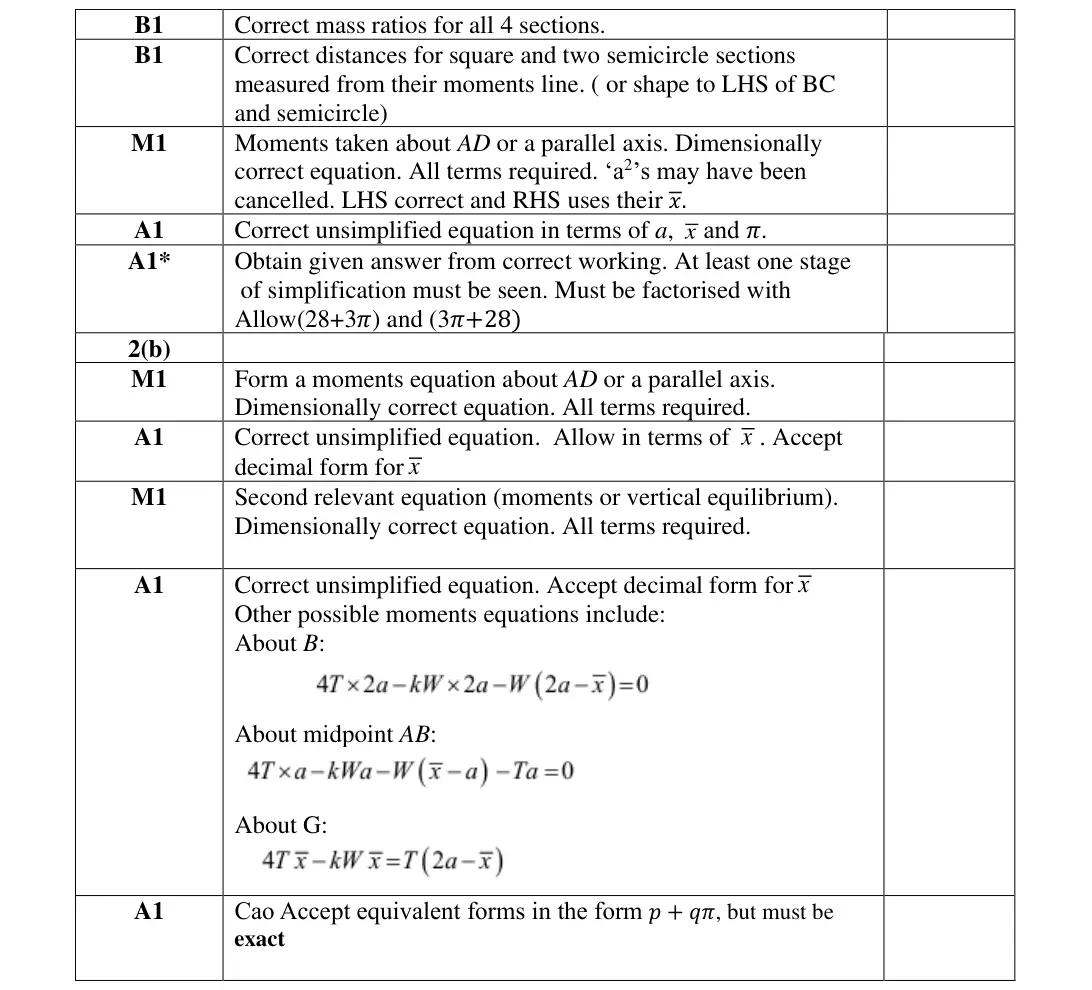 B1 Correct mass ratios for all 4 sections.
B1 Correct distances for square and two semicircle sections
measured from their moments line. ( or shape to LHS of BC
and semicircle)
M1 Moments taken about AD or a parallel axis. Dimensionally
correct equation. All terms required. ‘a²’s may have been
cancelled. LHS correct and RHS uses their x̅.
A1 Correct unsimplified equation in terms of a, x̅ and π.
A1* Obtain given answer from correct working. At least one stage
of simplification must be seen. Must be factorised with
Allow(28+3π) and (3π+28)
2(b)
M1 Form a moments equation about AD or a parallel axis.
Dimensionally correct equation. All terms required.
A1 Correct unsimplified equation. Allow in terms of x̅ . Accept
decimal form for x̅
M1 Second relevant equation (moments or vertical equilibrium).
Dimensionally correct equation. All terms required.
A1 Correct unsimplified equation. Accept decimal form for x̅
Other possible moments equations include:
About B:
4T×2a−kW×2a−W(2a−x̅)=0
About midpoint AB:
4T×a−kWa−W(x̅−a)−Ta=0
About G:
4Tx̅−kWx̅=T(2a−x̅)
A1 Cao Accept equivalent forms in the form p + qπ, but must be
exact